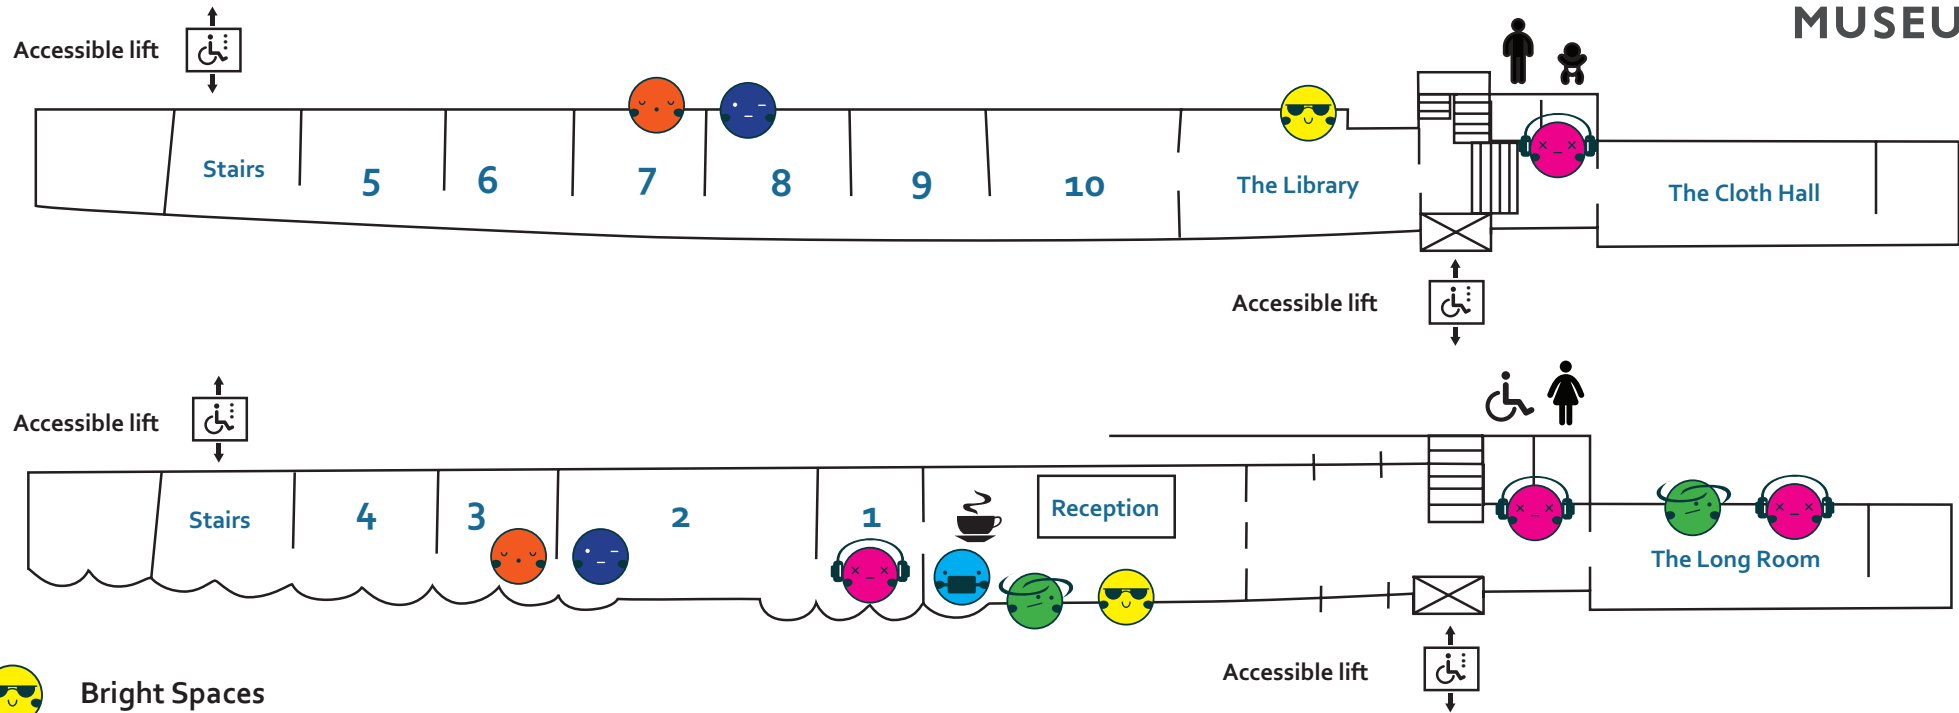 MUSEU
Accessible lift
Stairs
5
6
7
8
9
10
The Library
The Cloth Hall
Accessible lift
Accessible lift
Stairs
4
3
2
1
Reception
The Long Room
Accessible lift
Bright Spaces